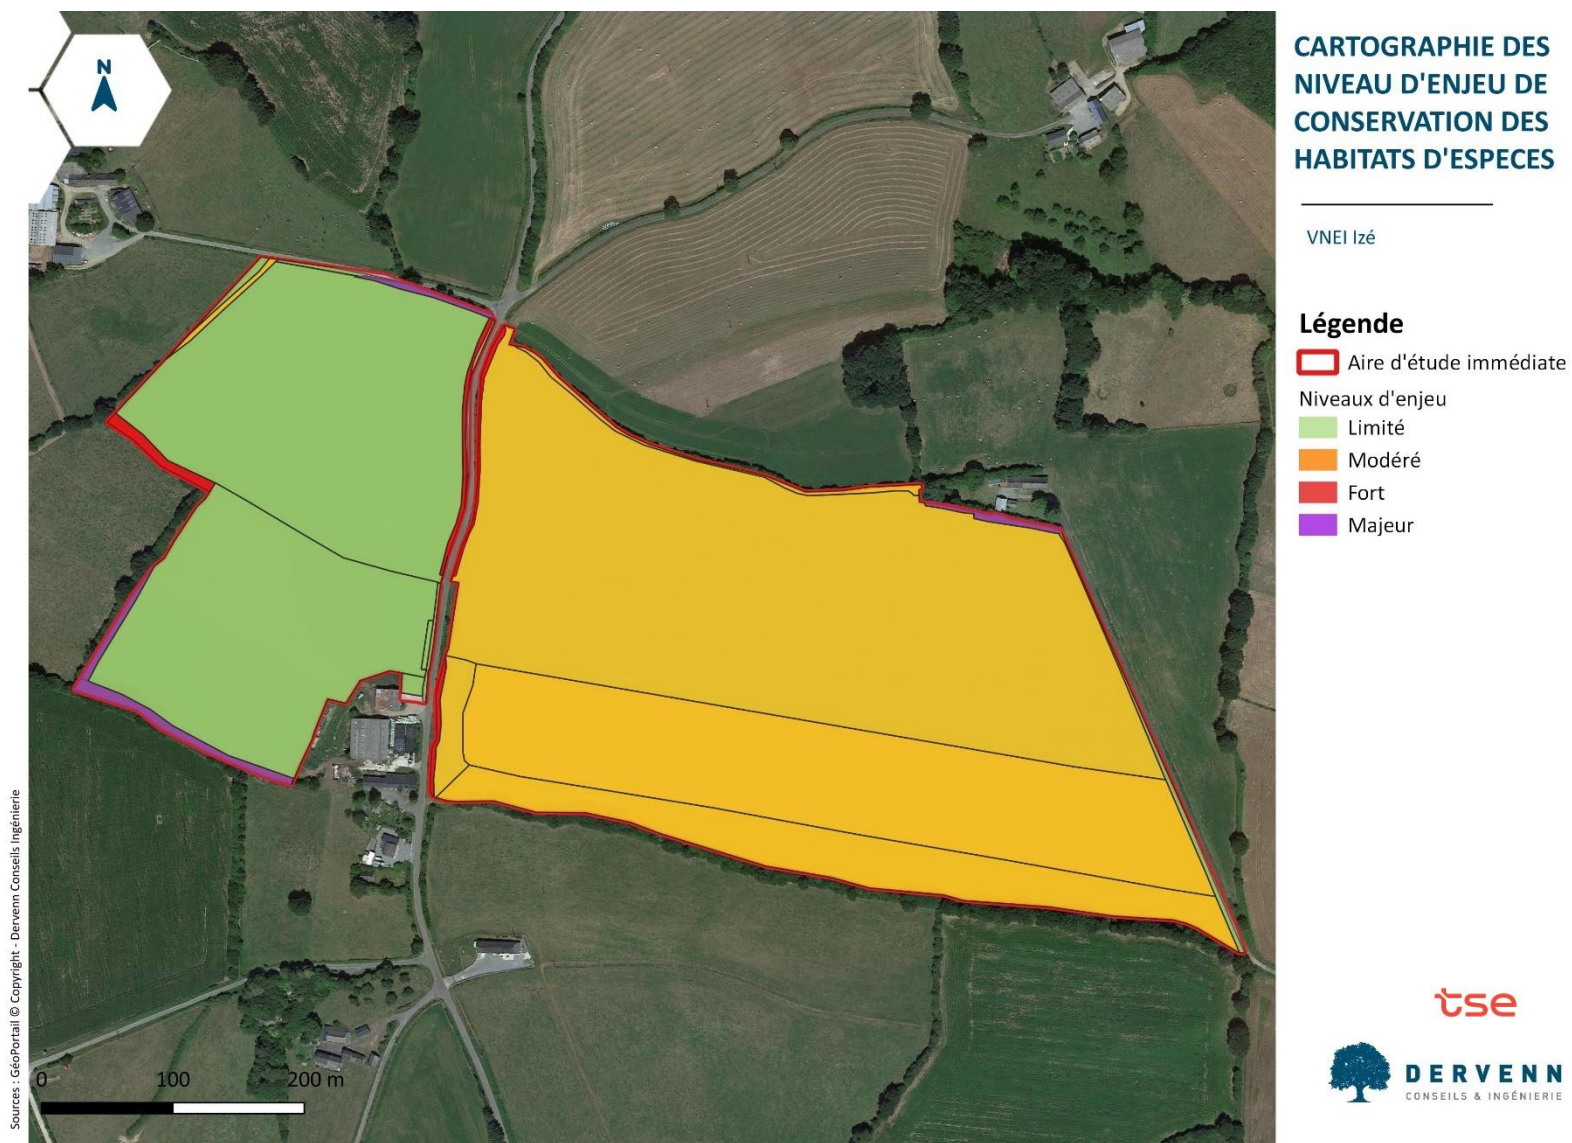 N
CARTOGRAPHIE DES
NIVEAU D'ENJEU DE
CONSERVATION DES
HABITATS D'ESPECES
VNEI Izé
Légende
Aire d'étude immédiate
Niveaux d'enjeu
Limité
Modéré
Fort
Majeur
Sources : GéoPortail © Copyright - Dervenn Conseils Ingénierie
0 100 200 m
tse
DERVENN
CONSEILS & INGÉNIERIE